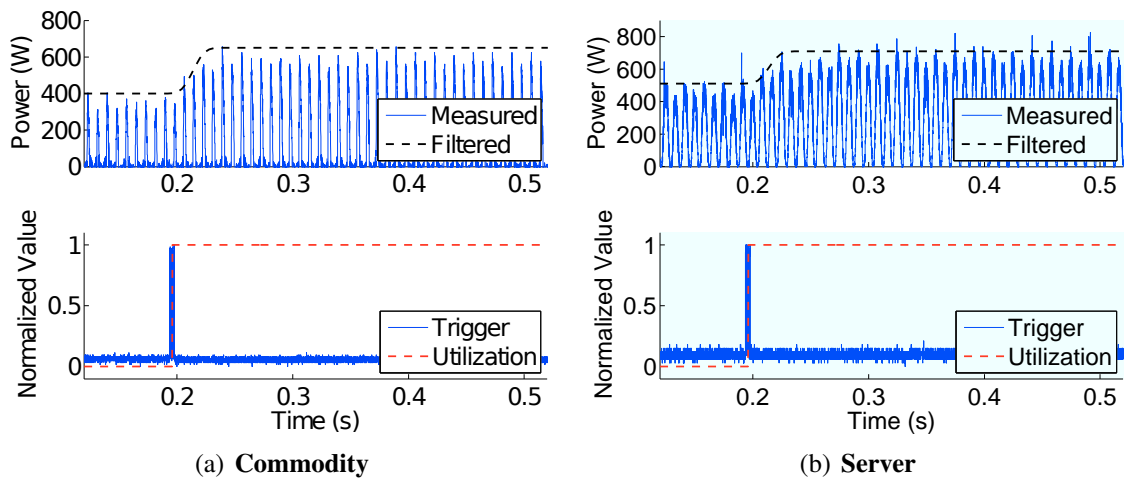 Power (W)
800
600
400
200
0
Measured
Filtered
0.2 0.3 0.4 0.5
Normalized Value
1
0.5
0
Trigger
Utilization
0.2 0.3 0.4 0.5
Time (s)
(a) Commodity
Power (W)
800
600
400
200
0
Measured
Filtered
0.2 0.3 0.4 0.5
Normalized Value
1
0.5
0
Trigger
Utilization
0.2 0.3 0.4 0.5
Time (s)
(b) Server